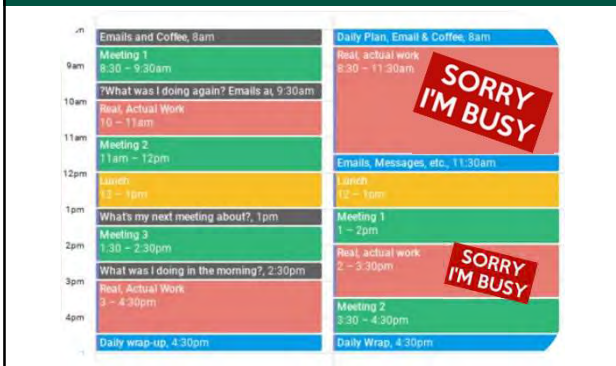 9am
10am
11am
12pm
1pm
2pm
3pm
4pm
Emails and Coffee, 8am
Meeting 1
8:30 – 9:30am
?What was I doing again? Emails a, 9:30am
Real, Actual Work
10 – 11am
Meeting 2
11am – 12pm
Lunch
12 – 1pm
What's my next meeting about?, 1pm
Meeting 3
1:30 – 2:30pm
What was I doing in the morning?, 2:30pm
Real, Actual Work
3 – 4:30pm
Daily wrap-up, 4:30pm
Daily Plan, Email & Coffee, 8am
Real, actual work
8:30 – 11:30am
SORRY
I'M BUSY
Emails, Messages, etc., 11:30am
Lunch
12 – 1pm
Meeting 1
1 – 2pm
Real, actual work
2 – 3:30pm
SORRY
I'M BUSY
Meeting 2
3:30 – 4:30pm
Daily Wrap, 4:30pm